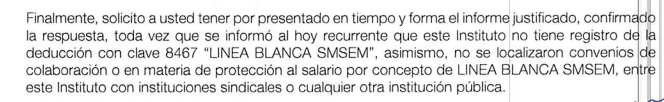 Finalmente, solicito a usted tener por presentado en tiempo y forma el informe justificado, confirmado
la respuesta, toda vez que se informó al hoy recurrente que este Instituto no tiene registro de la
deducción con clave 8467 “LINEA BLANCA SMSEM”, asimismo, no se localizaron convenios de
colaboración o en materia de protección al salario por concepto de LINEA BLANCA SMSEM, entre
este Instituto con instituciones sindicales o cualquier otra institución pública.